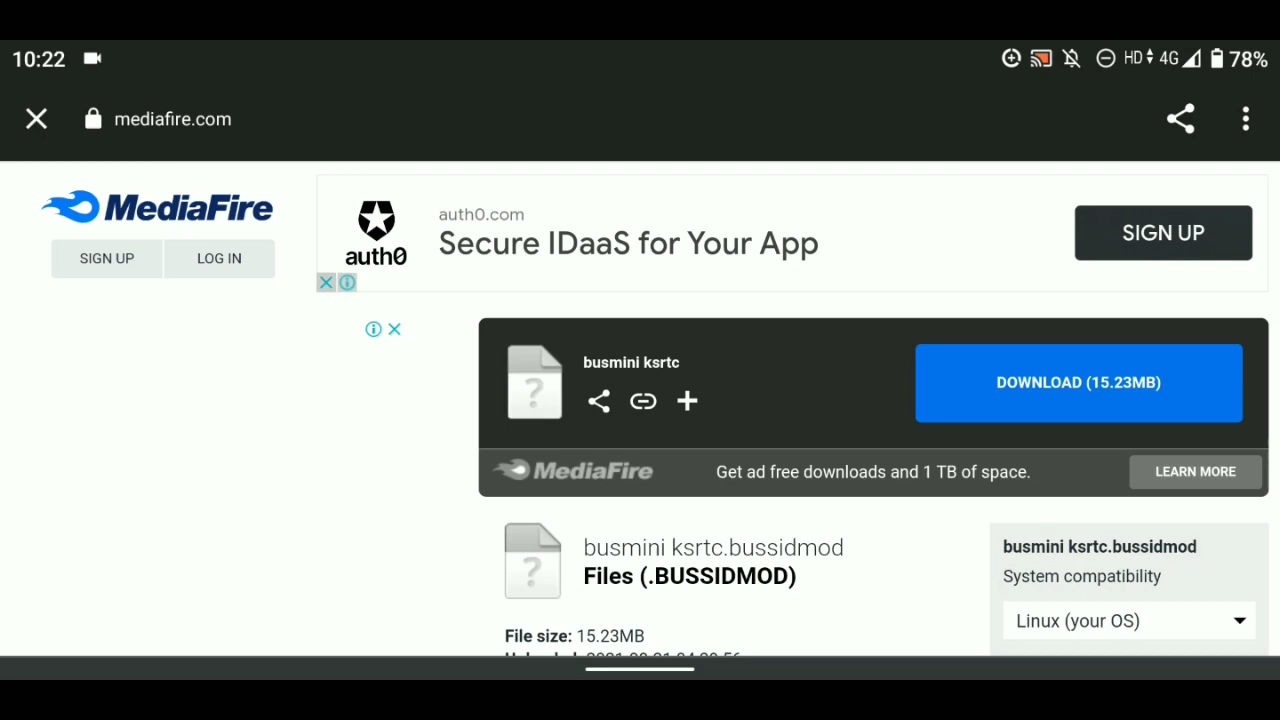 10:22
HD 4G 78%
mediafire.com
MediaFire
SIGN UP
LOG IN
auth0
auth0.com
Secure IDaaS for Your App
SIGN UP
busmini ksrtc
DOWNLOAD (15.23MB)
MediaFire
Get ad free downloads and 1 TB of space.
LEARN MORE
busmini ksrtc.bussidmod
Files (.BUSSIDMOD)
File size: 15.23MB
busmini ksrtc.bussidmod
System compatibility
Linux (your OS)